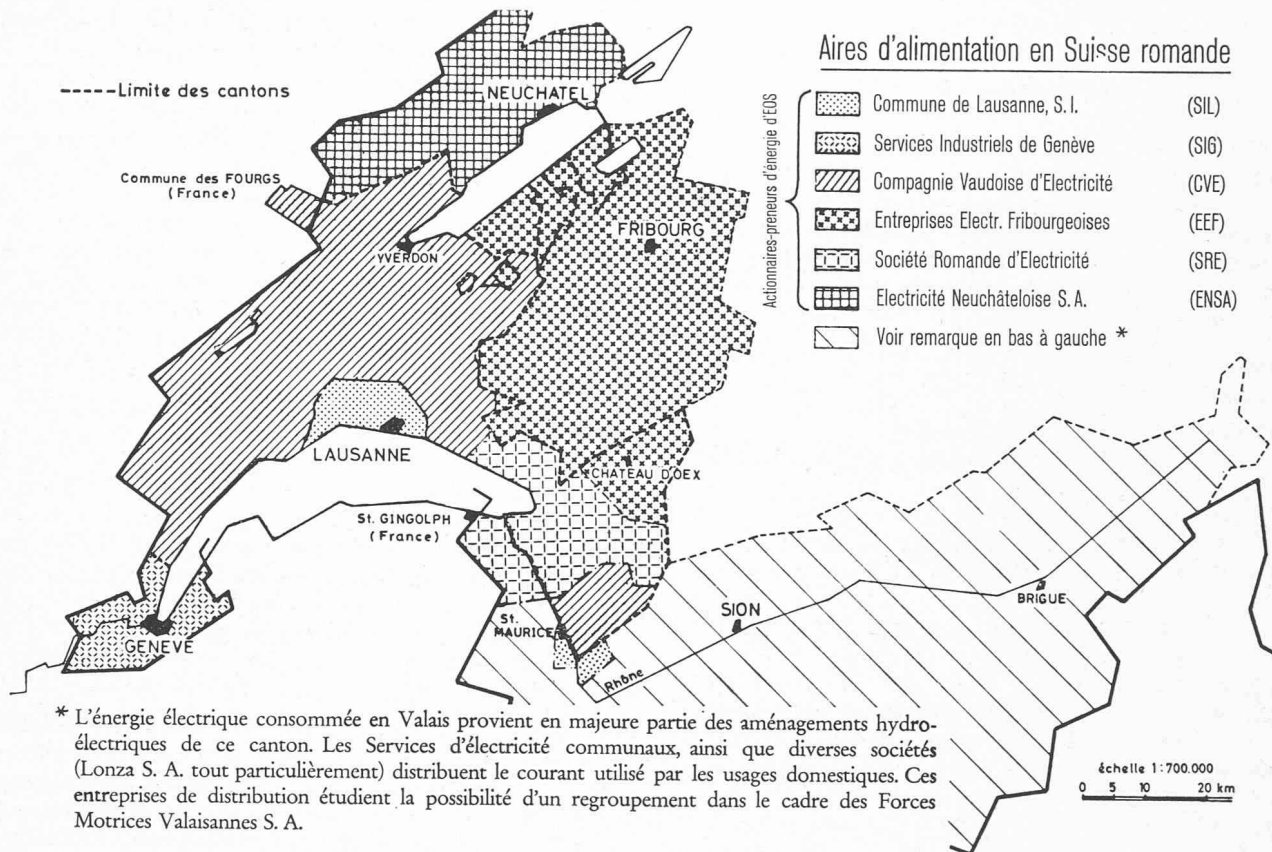 Aires d'alimentation en Suisse romande
Actionnaires-preneurs d'énergie d'EOS
Commune de Lausanne, S. I. (SIL)
Services Industriels de Genève (SIG)
Compagnie Vaudoise d'Electricité (CVE)
Entreprises Electr. Fribourgeoises (EEF)
Société Romande d'Electricité (SRE)
Electricité Neuchâteloise S. A. (ENSA)
Voir remarque en bas à gauche *
Limite des cantons
NEUCHATEL
Commune des FOURGS
(France)
YVERDON
FRIBOURG
LAUSANNE
CHATEAU D'OEX
St. GINGOLPH
(France)
GENEVE
St.
MAURICE
SION
BRIGUE
Rhône
* L'énergie électrique consommée en Valais provient en majeure partie des aménagements hydro-
électriques de ce canton. Les Services d'électricité communaux, ainsi que diverses sociétés
(Lonza S. A. tout particulièrement) distribuent le courant utilisé par les usages domestiques. Ces
entreprises de distribution étudient la possibilité d'un regroupement dans le cadre des Forces
Motrices Valaisannes S. A.
échelle 1:700.000
0 5 10 20 km